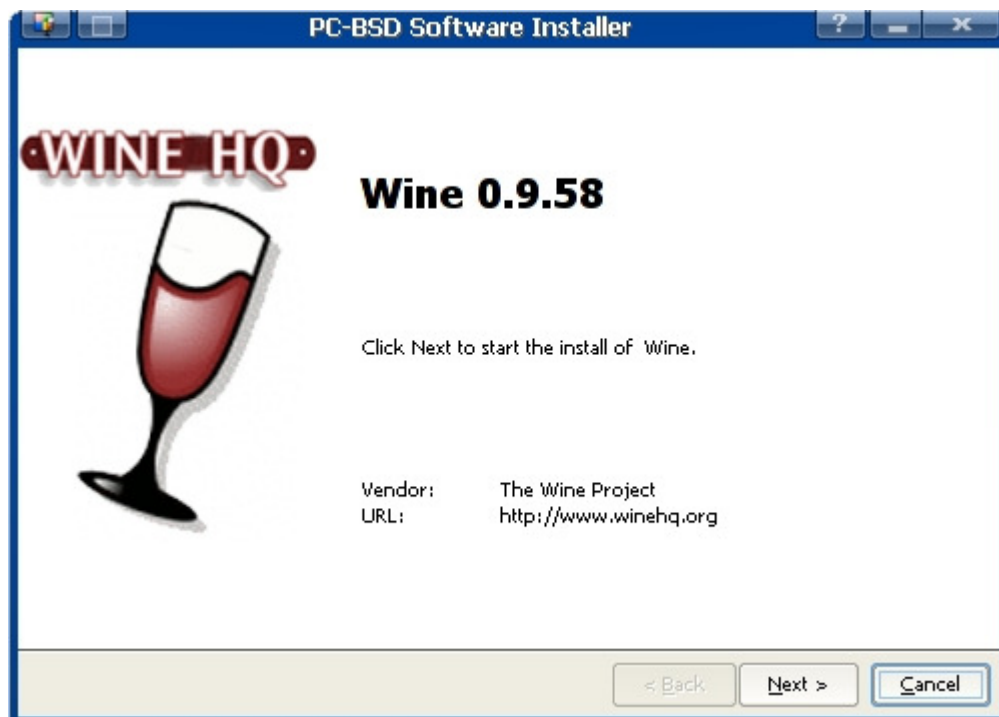 PC-BSD Software Installer
WINE HQ
Wine 0.9.58
Click Next to start the install of  Wine.
Vendor: The Wine Project
URL: http://www.winehq.org
< Back Next > Cancel